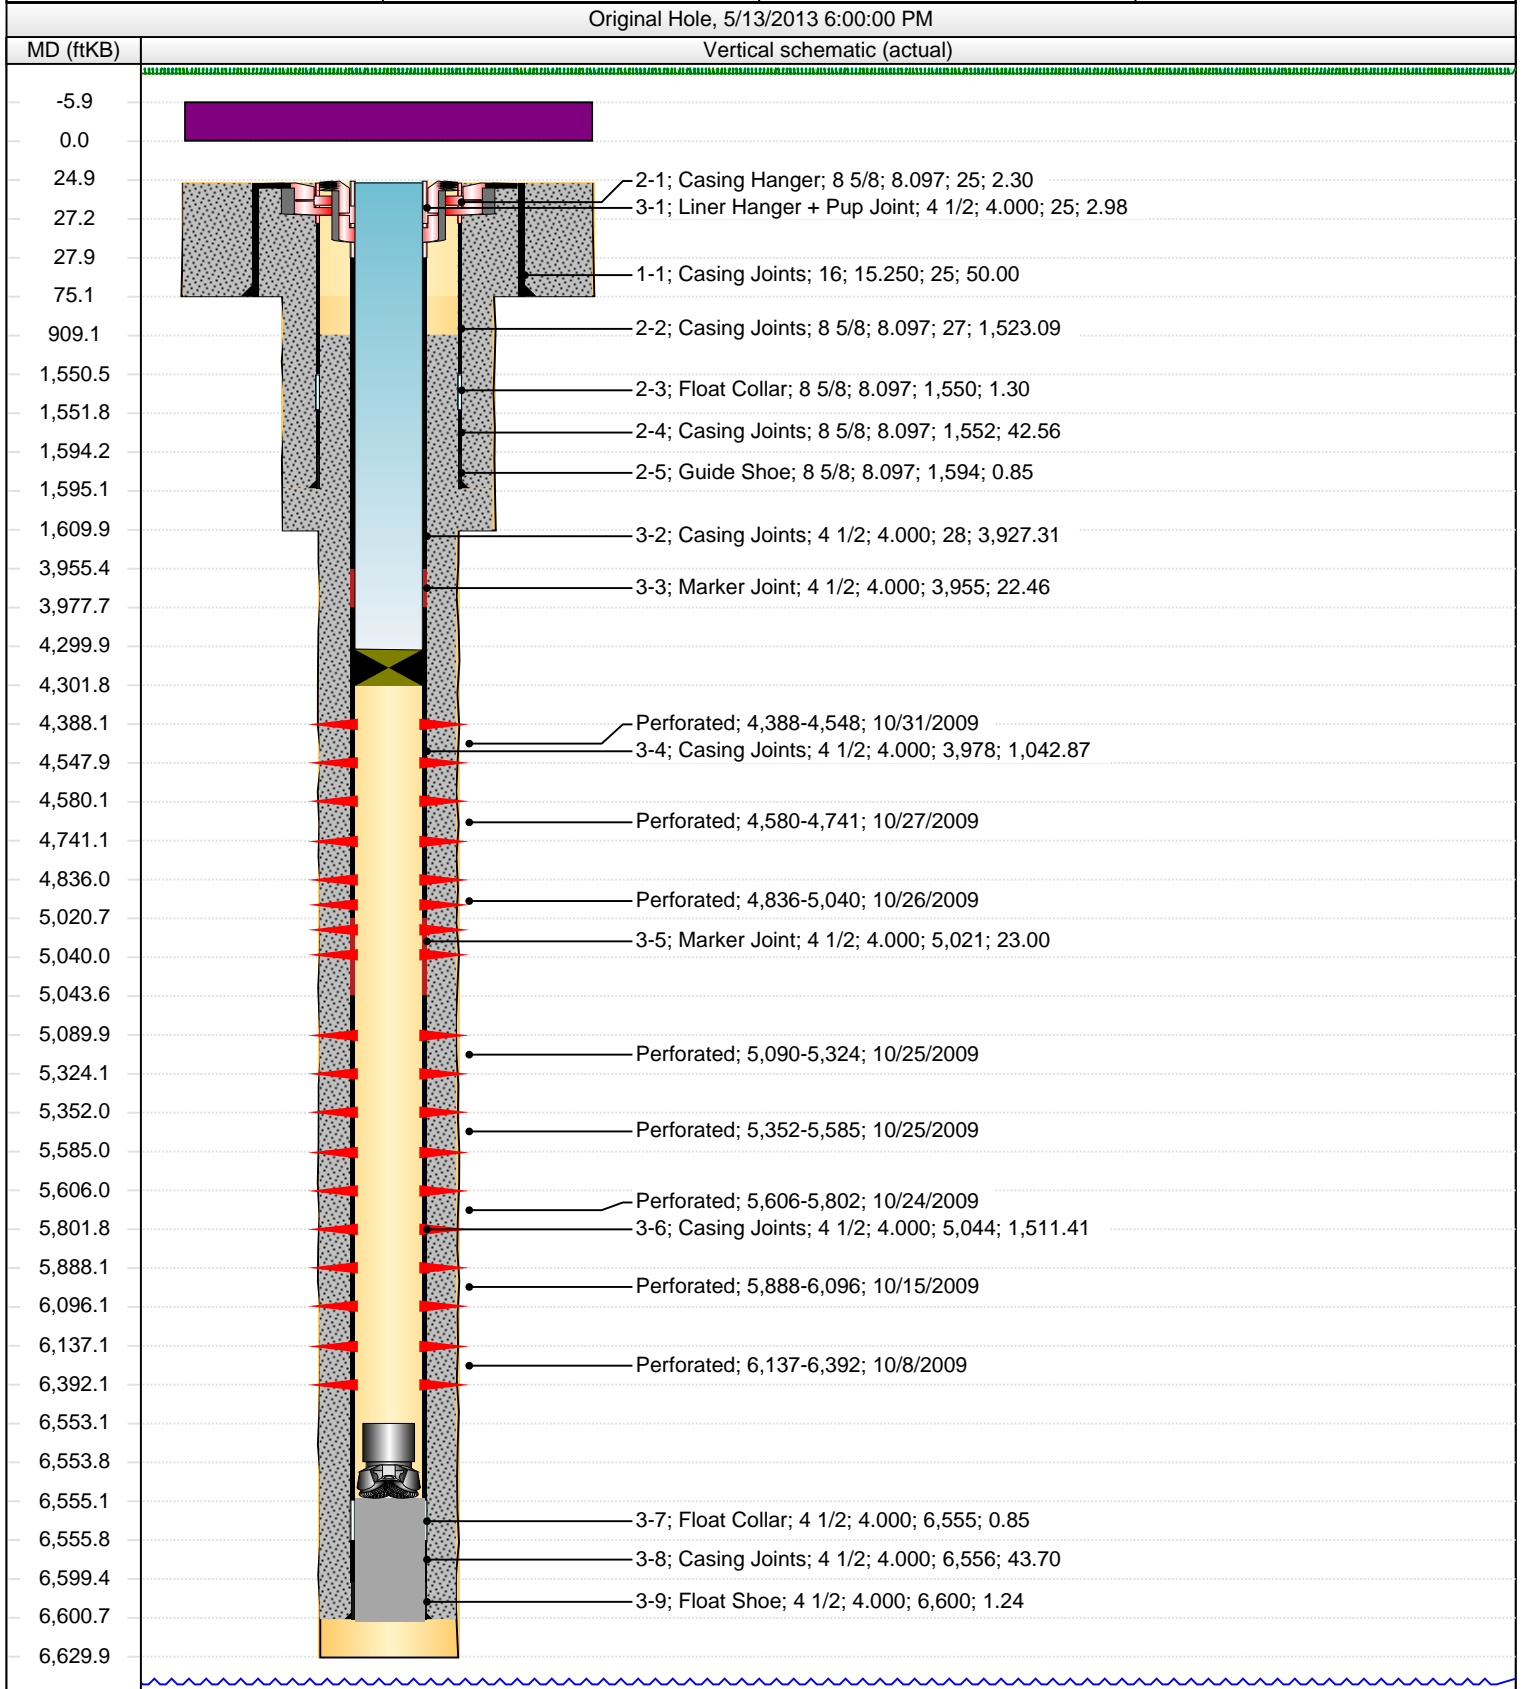 Original Hole, 5/13/2013 6:00:00 PM
MD (ftKB)
Vertical schematic (actual)
-5.9
0.0
24.9
27.2
27.9
75.1
909.1
1,550.5
1,551.8
1,594.2
1,595.1
1,609.9
3,955.4
3,977.7
4,299.9
4,301.8
4,388.1
4,547.9
4,580.1
4,741.1
4,836.0
5,020.7
5,040.0
5,043.6
5,089.9
5,324.1
5,352.0
5,585.0
5,606.0
5,801.8
5,888.1
6,096.1
6,137.1
6,392.1
6,553.1
6,553.8
6,555.1
6,555.8
6,599.4
6,600.7
6,629.9
2-1; Casing Hanger; 8 5/8; 8.097; 25; 2.30
3-1; Liner Hanger + Pup Joint; 4 1/2; 4.000; 25; 2.98
1-1; Casing Joints; 16; 15.250; 25; 50.00
2-2; Casing Joints; 8 5/8; 8.097; 27; 1,523.09
2-3; Float Collar; 8 5/8; 8.097; 1,550; 1.30
2-4; Casing Joints; 8 5/8; 8.097; 1,552; 42.56
2-5; Guide Shoe; 8 5/8; 8.097; 1,594; 0.85
3-2; Casing Joints; 4 1/2; 4.000; 28; 3,927.31
3-3; Marker Joint; 4 1/2; 4.000; 3,955; 22.46
Perforated; 4,388-4,548; 10/31/2009
3-4; Casing Joints; 4 1/2; 4.000; 3,978; 1,042.87
Perforated; 4,580-4,741; 10/27/2009
Perforated; 4,836-5,040; 10/26/2009
3-5; Marker Joint; 4 1/2; 4.000; 5,021; 23.00
Perforated; 5,090-5,324; 10/25/2009
Perforated; 5,352-5,585; 10/25/2009
Perforated; 5,606-5,802; 10/24/2009
3-6; Casing Joints; 4 1/2; 4.000; 5,044; 1,511.41
Perforated; 5,888-6,096; 10/15/2009
Perforated; 6,137-6,392; 10/8/2009
3-7; Float Collar; 4 1/2; 4.000; 6,555; 0.85
3-8; Casing Joints; 4 1/2; 4.000; 6,556; 43.70
3-9; Float Shoe; 4 1/2; 4.000; 6,600; 1.24